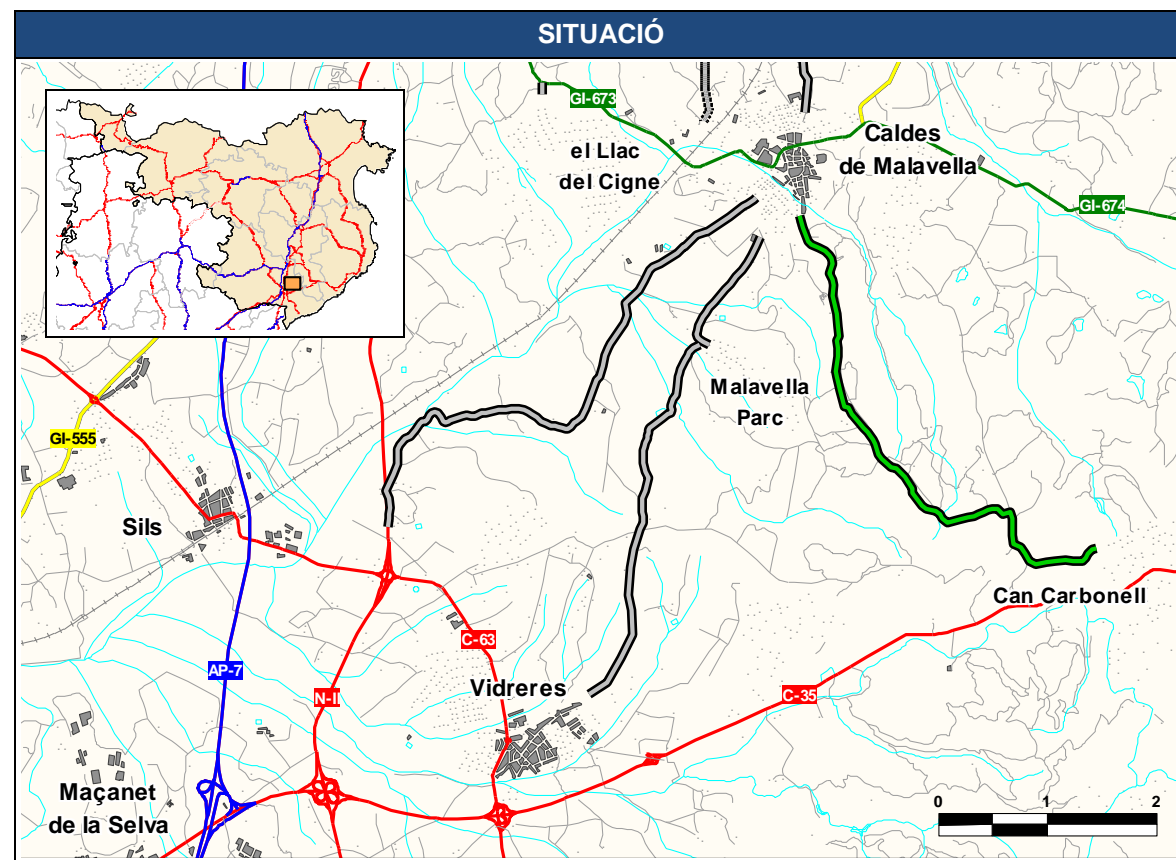 SITUACIÓ
GI-673
el Llac
del Cigne
Caldes
de Malavella
GI-674
Malavella
Parc
GI-555
Sils
Can Carbonell
C-63
AP-7
N-I
Vidreres
C-35
Maçanet
de la Selva
0 1 2